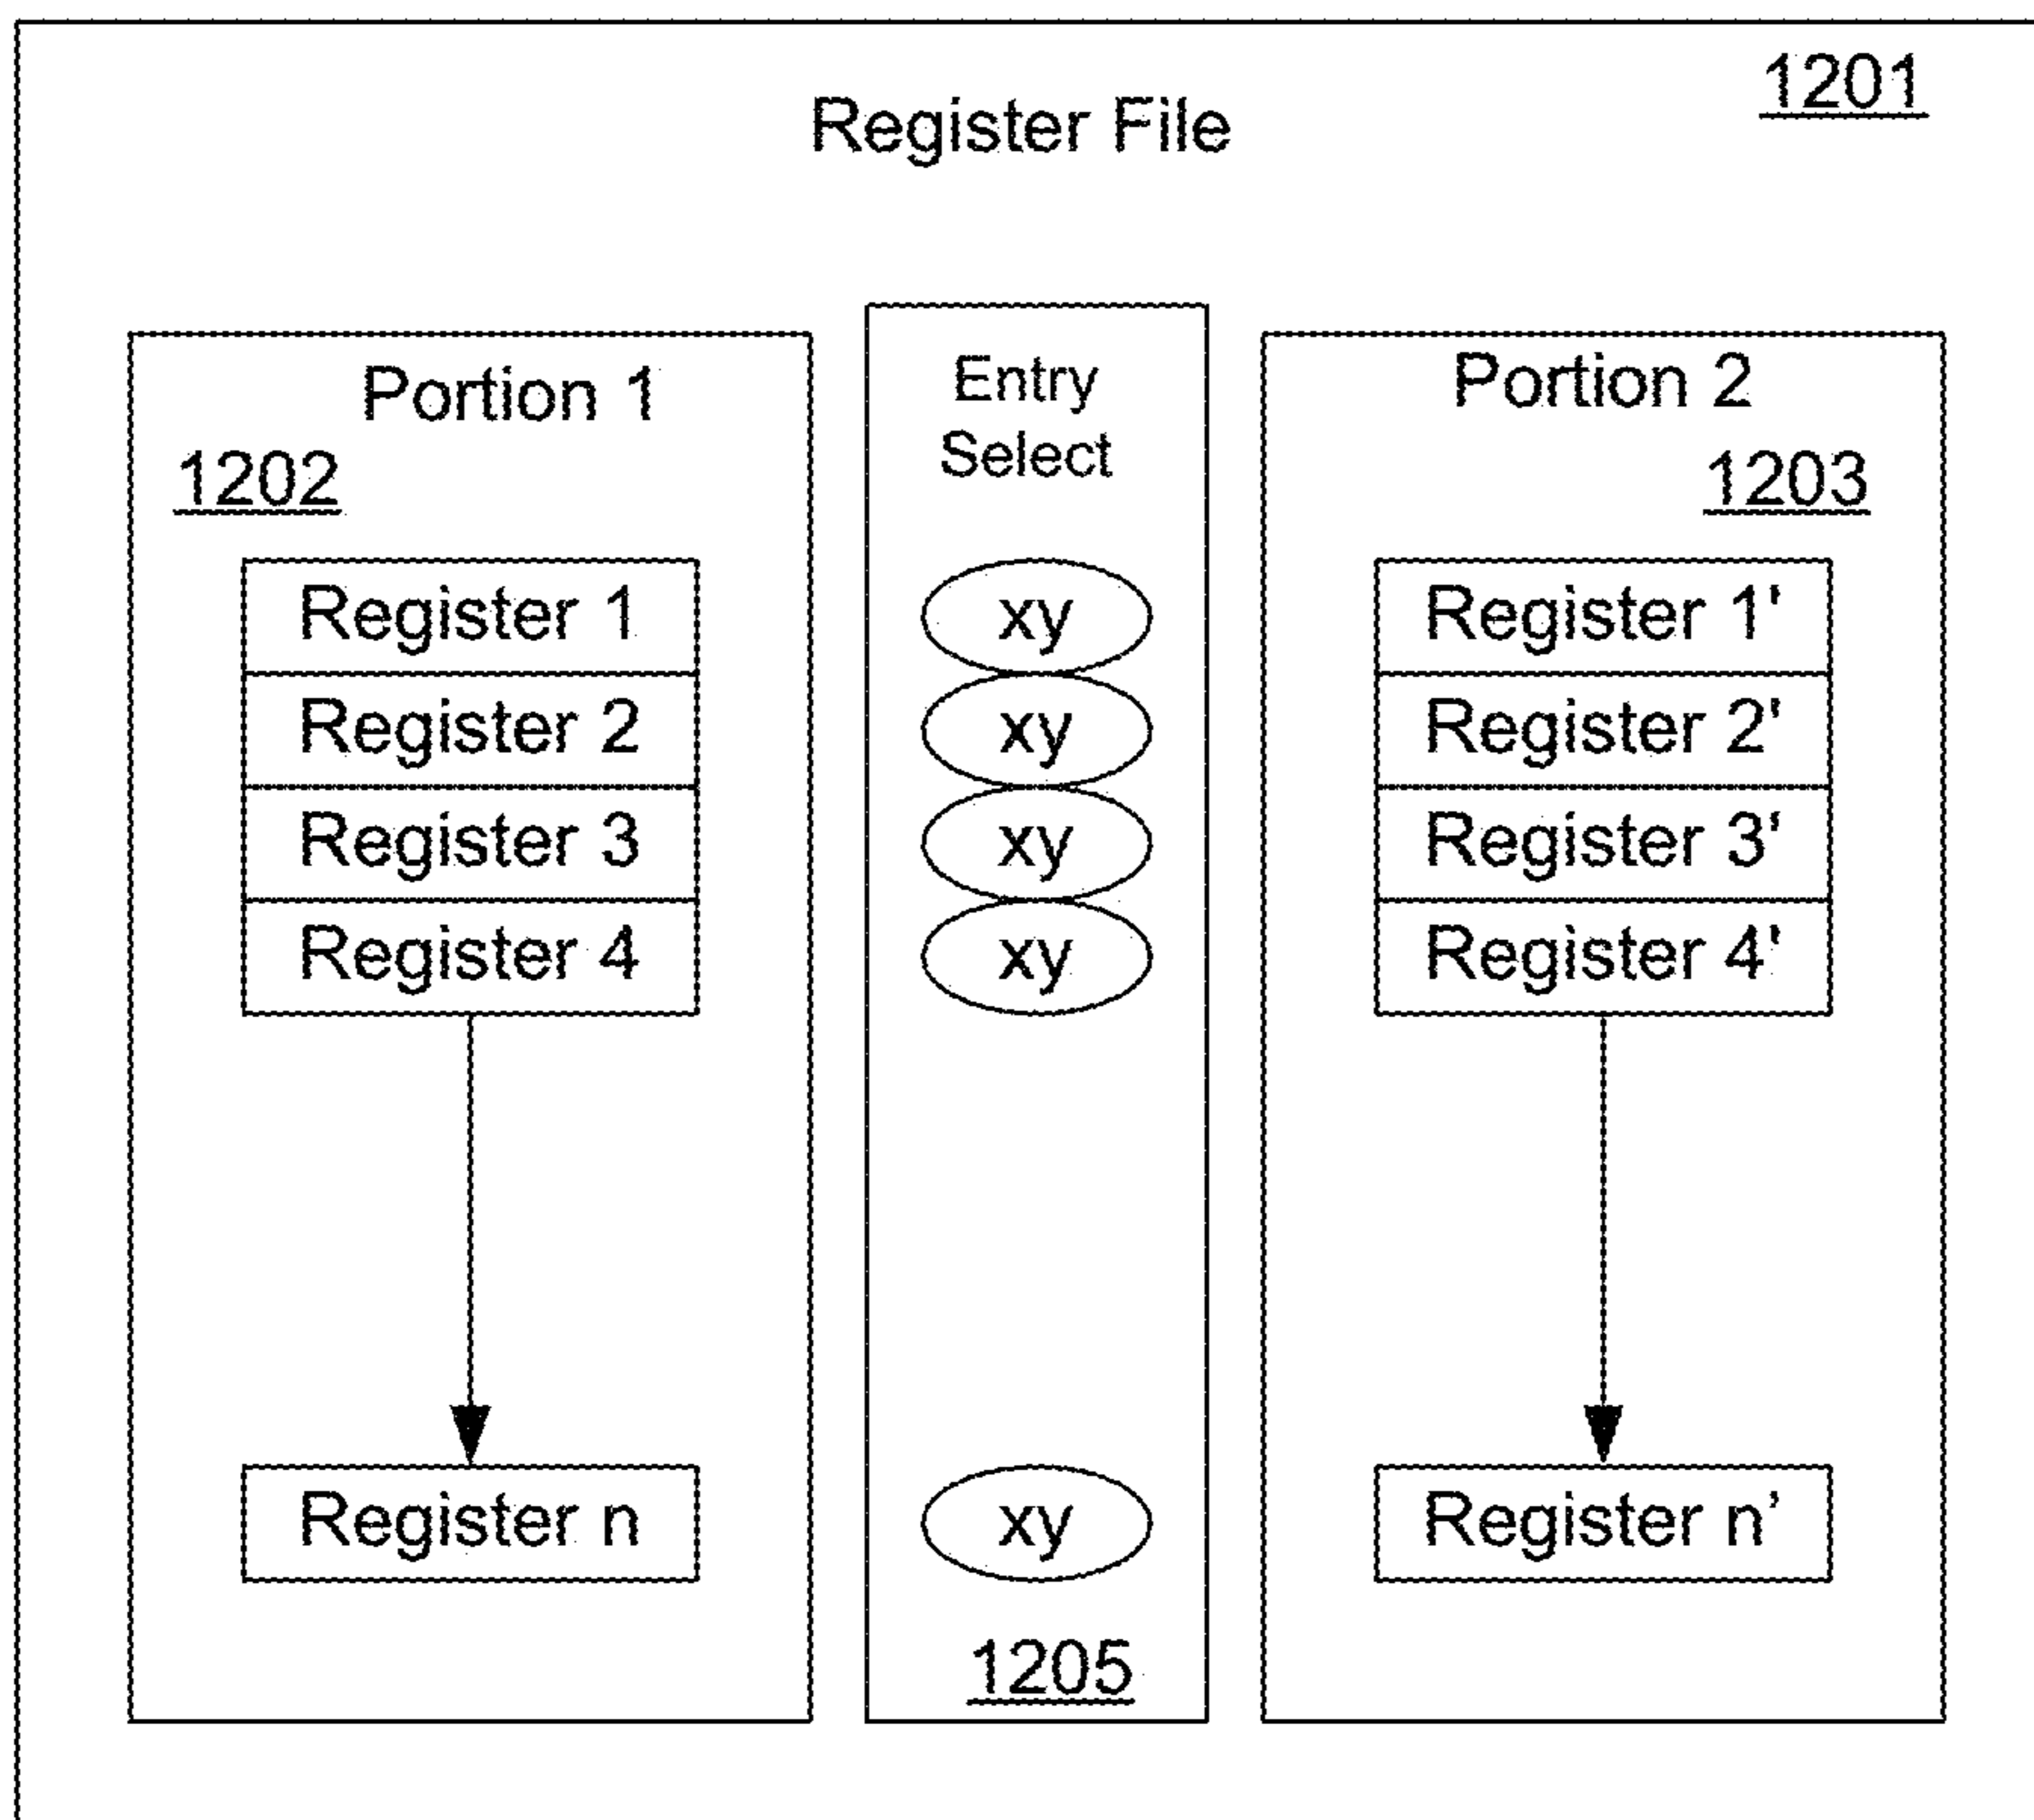 1201
Register File
Portion 1
1202
Register 1
Register 2
Register 3
Register 4
Register n
Entry
Select
xy
xy
xy
xy
xy
1205
Portion 2
1203
Register 1'
Register 2'
Register 3'
Register 4'
Register n’